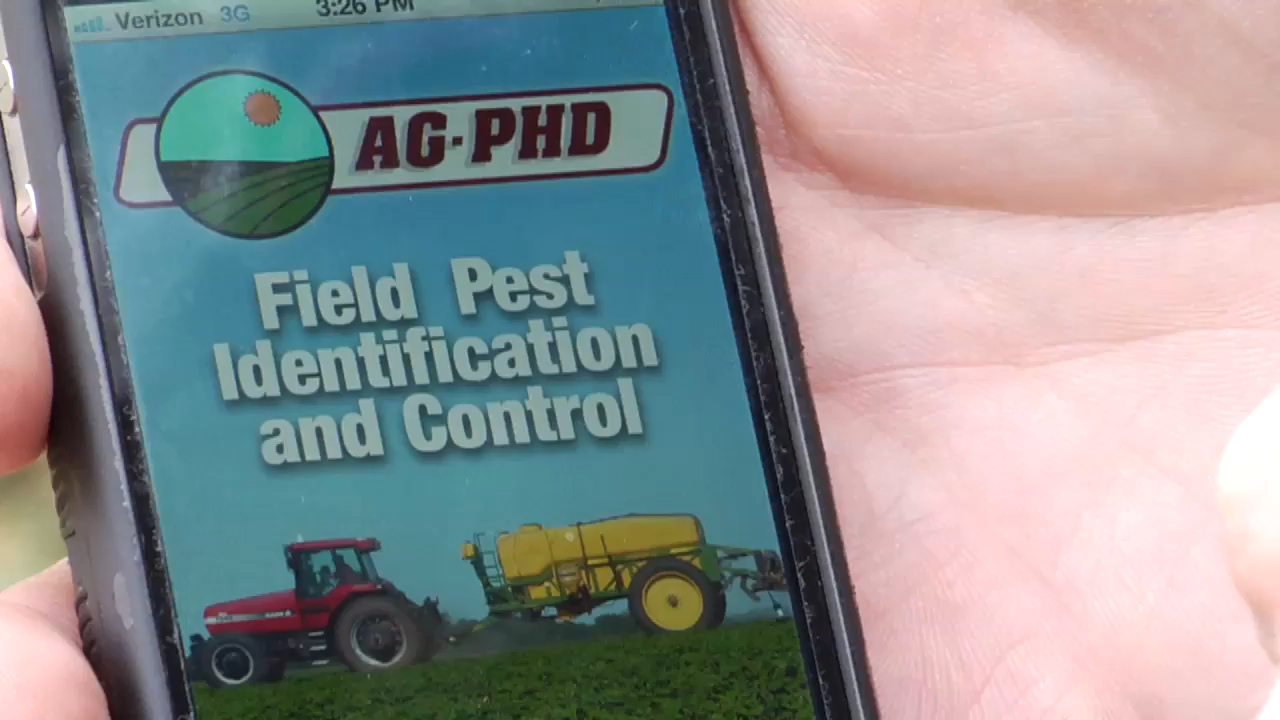 Verizon 3G 3:26 PM
AG·PHD
Field Pest
Identification
and Control